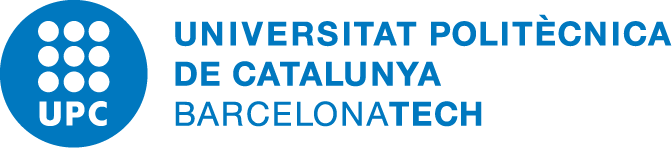 UPC
UNIVERSITAT POLITÈCNICA
DE CATALUNYA
BARCELONATECH